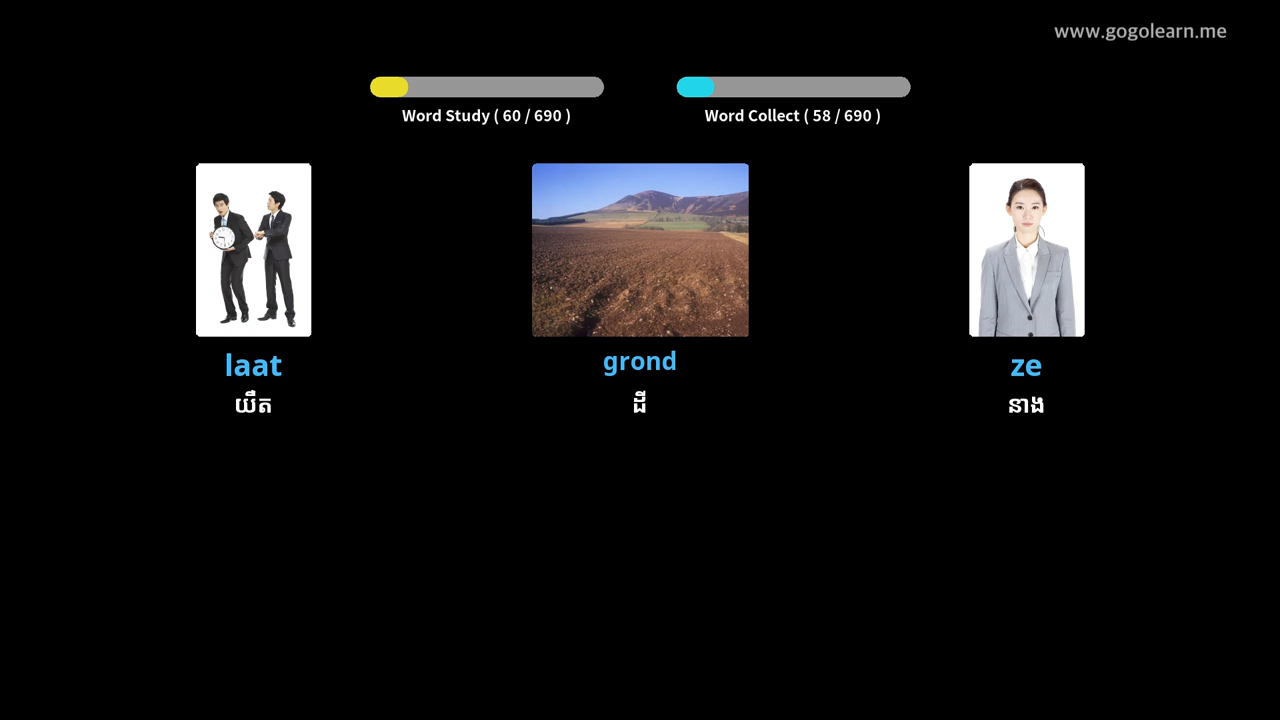 www.gogolearn.me
Word Study ( 60 / 690 )
Word Collect ( 58 / 690 )
laat
grond
ze
យឺត
ដី
នាង